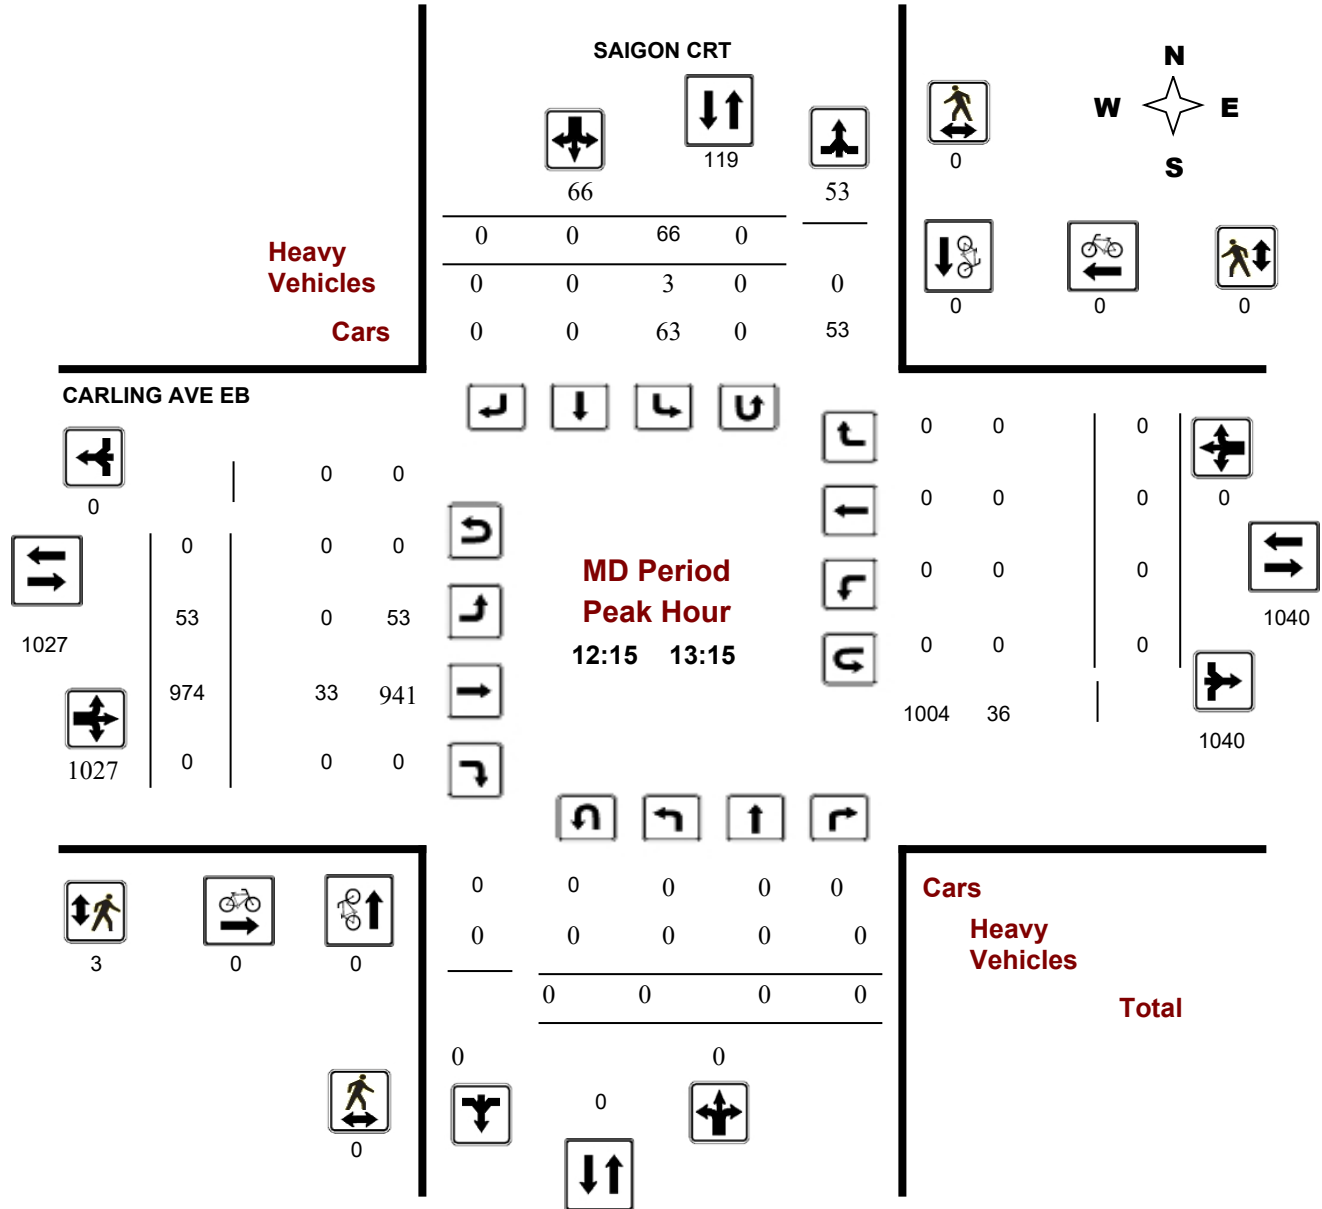 SAIGON CRT
N
W E
S
119
0
66 53
0 0 66 0
Heavy
Vehicles
0 0 3 0 0
0 0 0
Cars
0 0 63 0 53
CARLING AVE EB
0 0 0 0
0 0
0 0 0 0
0 0 0 0
MD Period
Peak Hour
12:15 13:15
0 0 0
53 0 53
1040
1027
0 0 0
974 33 941
1004 36
1040
1027 0 0 0
0 0 0 0 0
Cars
0 0 0 0 0
Heavy
Vehicles
3 0 0
0 0 0 0
Total
0 0
0
0